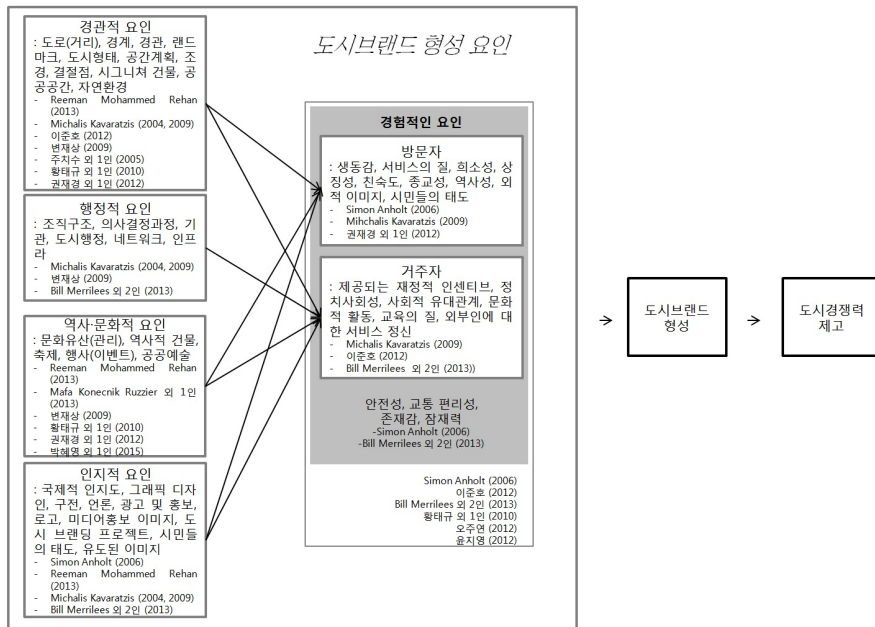 도시브랜드 형성 요인
경관적 요인
: 도로(거리), 경계, 경관, 랜드
마크, 도시형태, 공간계획, 조
경, 결절점, 시그니쳐 건물, 공
공공간, 자연환경
- Reeman Mohammed Rehan
(2013)
- Michalis Kavaratzis (2004, 2009)
- 이준호 (2012)
- 변재상 (2009)
- 주치수 외 1인 (2005)
- 황태규 외 1인 (2010)
- 권재경 외 1인 (2012)
행정적 요인
: 조직구조, 의사결정과정, 기
관, 도시행정, 네트워크, 인프
라
- Michalis Kavaratzis (2004, 2009)
- 변재상 (2009)
- Bill Merrilees 외 2인 (2013)
역사·문화적 요인
: 문화유산(관리), 역사적 건물,
축제, 행사(이벤트), 공공예술
- Reeman Mohammed Rehan
(2013)
- Mafa Konecnik Ruzzier 외 1인
(2013)
- 변재상 (2009)
- 황태규 외 1인 (2010)
- 권재경 외 1인 (2012)
- 박혜영 외 1인 (2015)
인지적 요인
: 국제적 인지도, 그래픽 디자
인, 구전, 언론, 광고 및 홍보,
로고, 미디어홍보 이미지, 도
시 브랜딩 프로젝트, 시민들
의 태도, 유도된 이미지
- Simon Anholt (2006)
- Reeman Mohammed Rehan
(2013)
- Michalis Kavaratzis (2004, 2009)
- Bill Merrilees 외 2인 (2013)
경험적인 요인
방문자
: 생동감, 서비스의 질, 희소성, 상
징성, 친숙도, 종교성, 역사성, 외
적 이미지, 시민들의 태도
- Simon Anholt (2006)
- Mihchalis Kavaratzis (2009)
- 권재경 외 1인 (2012)
거주자
: 제공되는 재정적 인센티브, 정
치사회성, 사회적 유대관계, 문화
적 활동, 교육의 질, 외부인에 대
한 서비스 정신
- Michalis Kavaratzis (2009)
- 이준호 (2012)
- Bill Merrilees 외 2인 (2013))
안전성, 교통 편리성,
존재감, 잠재력
-Simon Anholt (2006)
-Bill Merrilees 외 2인 (2013)
Simon Anholt (2006)
이준호 (2012)
Bill Merrilees 외 2인 (2013)
황태규 외 1인 (2010)
오주연 (2012)
윤지영 (2012)
도시브랜드
형성
도시경쟁력
제고